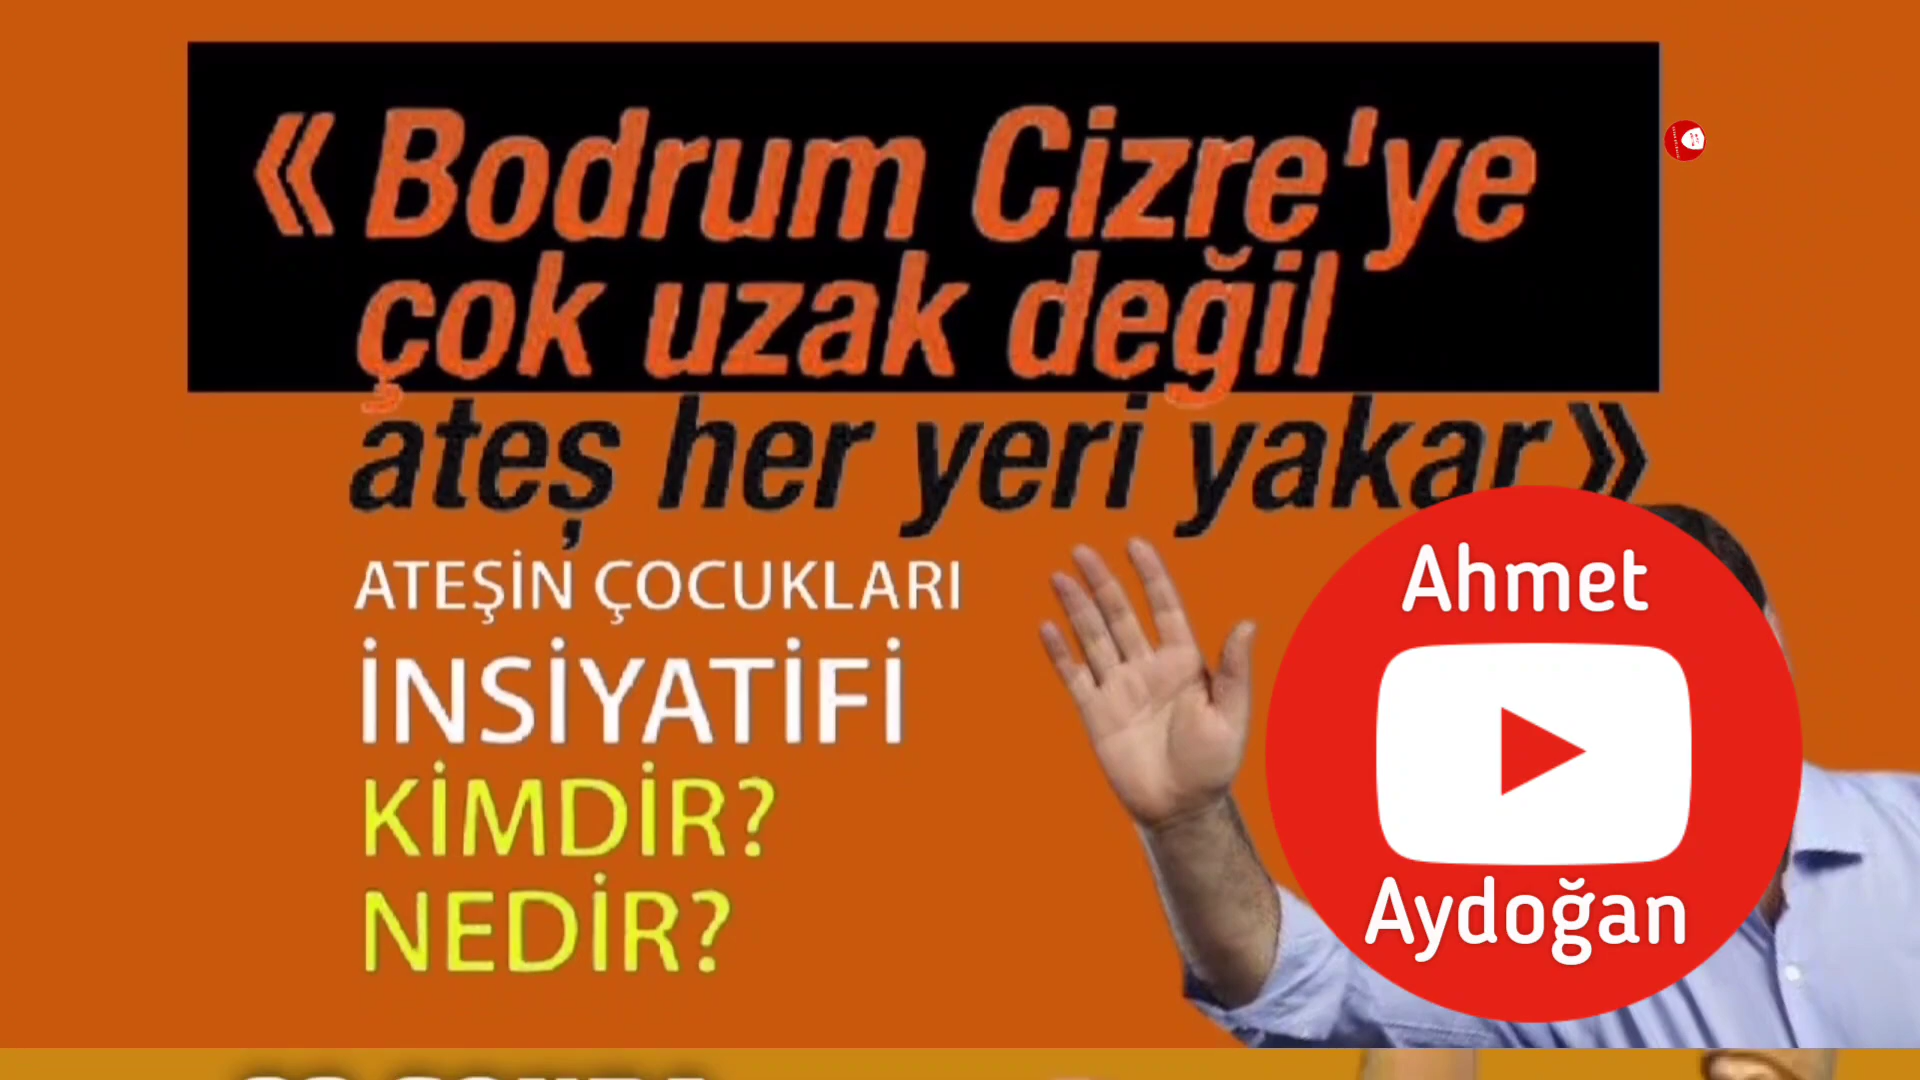 « Bodrum Cizre'ye
çok uzak değil
ateş her yeri yakar »
ATEŞİN ÇOCUKLARI
İNSİYATİFİ
KİMDİR?
NEDİR?
Ahmet
Aydoğan